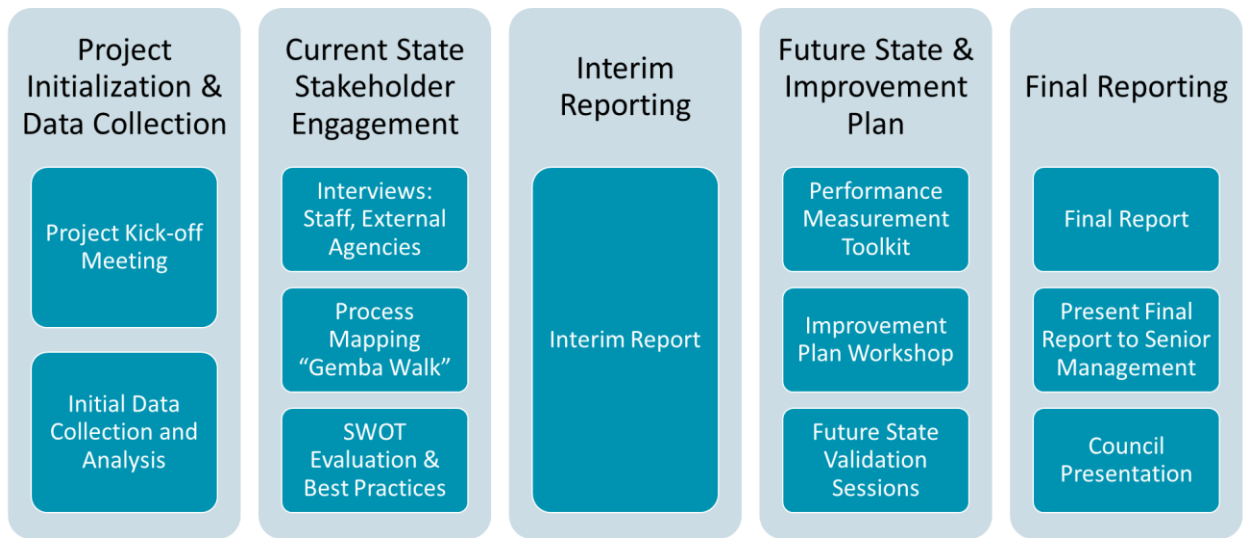 Project
Initialization &
Data Collection
Project Kick-off
Meeting
Initial Data
Collection and
Analysis
Current State
Stakeholder
Engagement
Interviews:
Staff, External
Agencies
Process
Mapping
“Gemba Walk”
SWOT
Evaluation &
Best Practices
Interim
Reporting
Interim Report
Future State &
Improvement
Plan
Performance
Measurement
Toolkit
Improvement
Plan Workshop
Future State
Validation
Sessions
Final Reporting
Final Report
Present Final
Report to Senior
Management
Council
Presentation